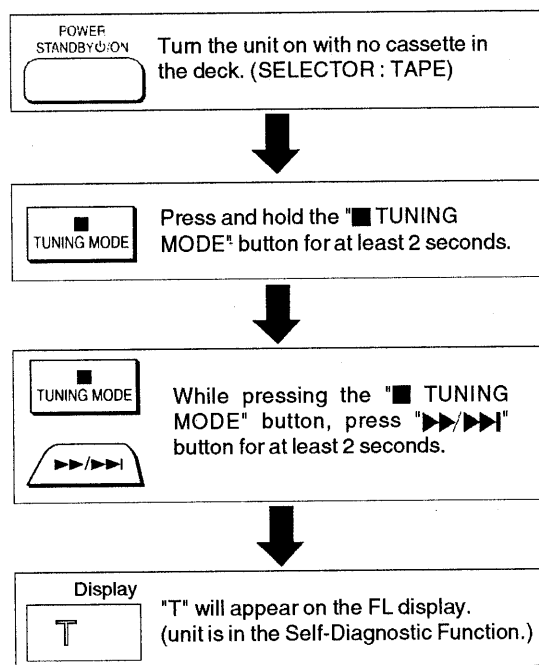 POWER
STANDBY⏻/ON
Turn the unit on with no cassette in
the deck. (SELECTOR : TAPE)
■
TUNING MODE
Press and hold the "■ TUNING
MODE" button for at least 2 seconds.
■
TUNING MODE
▶▶/▶▶|
While pressing the "■ TUNING
MODE" button, press "▶▶/▶▶|"
button for at least 2 seconds.
Display
T
"T" will appear on the FL display.
(unit is in the Self-Diagnostic Function.)